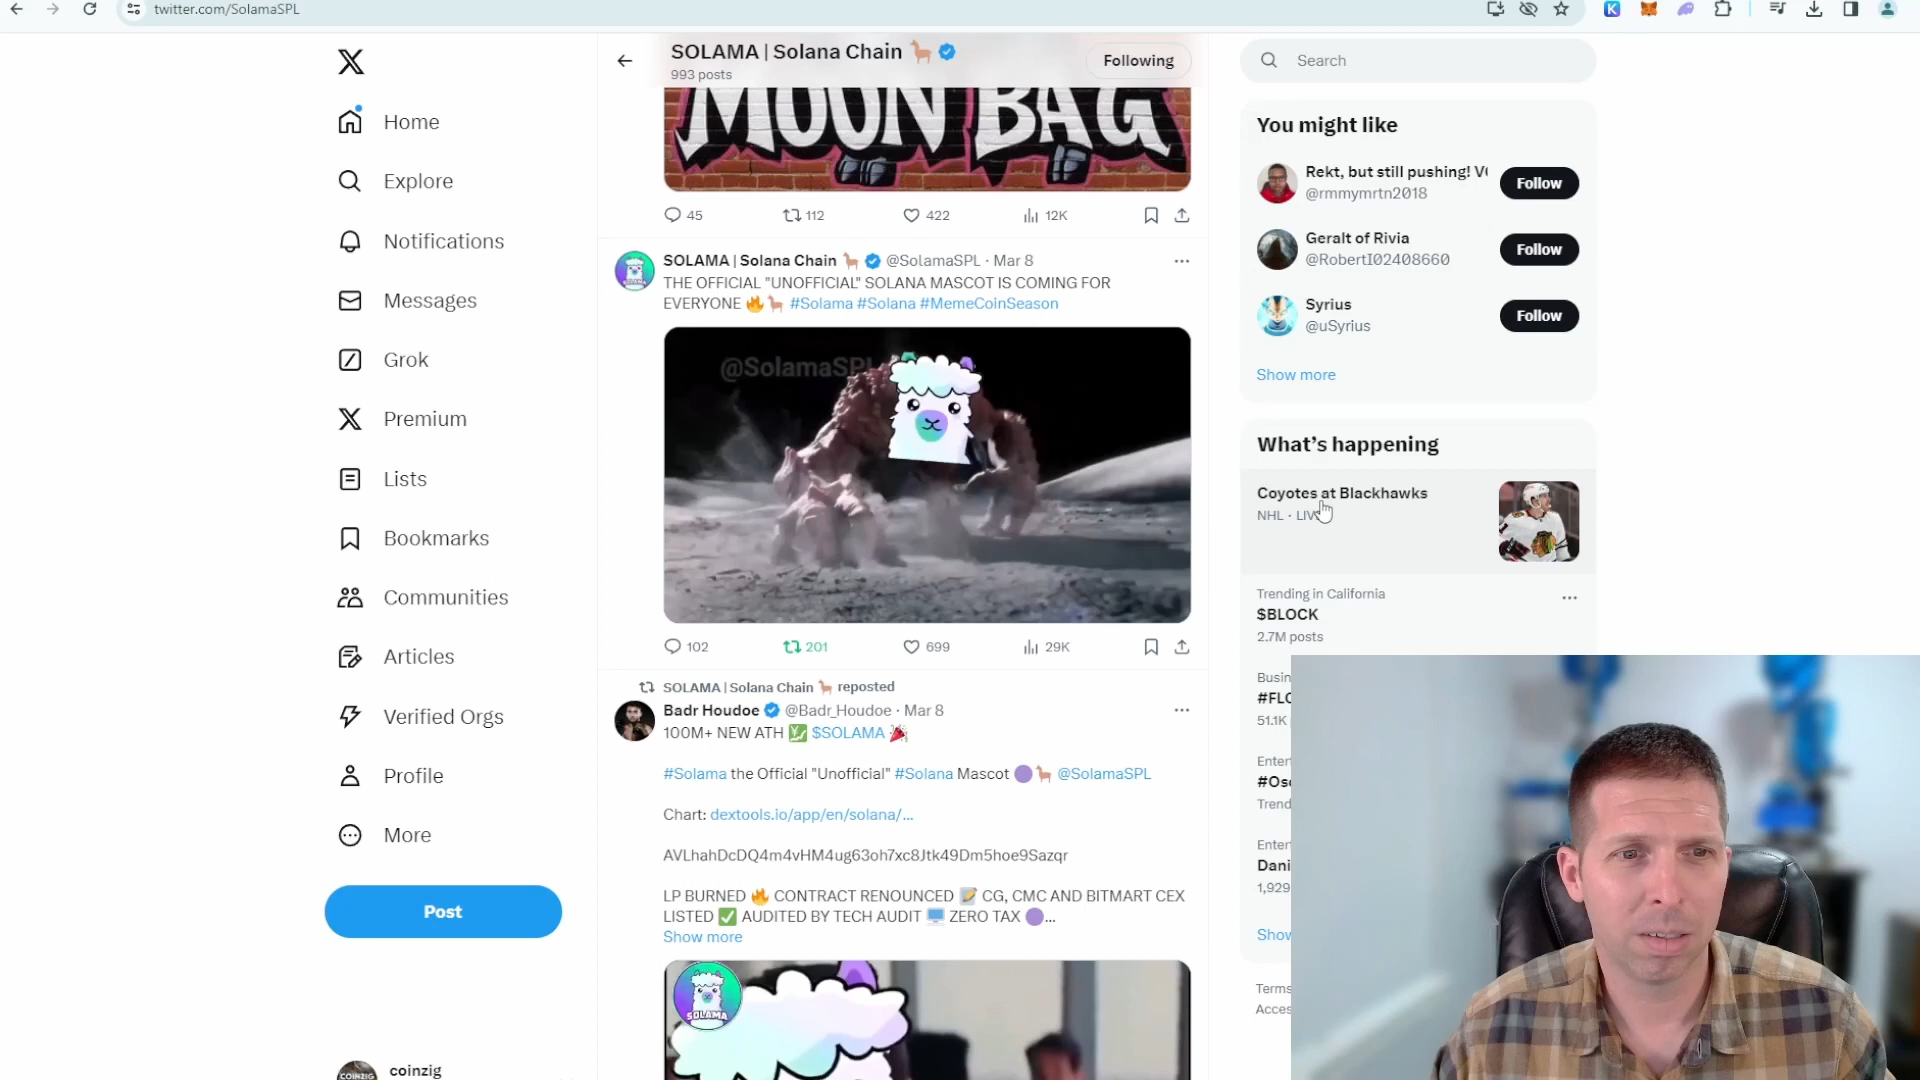 twitter.com/SolamaSPL
SOLAMA | Solana Chain
993 posts
Following
Search
Home
Explore
Notifications
Messages
Grok
Premium
Lists
Bookmarks
Communities
Articles
Verified Orgs
Profile
More
Post
coinzig
MOON BAG
45
112
422
12K
SOLAMA | Solana Chain @SolamaSPL · Mar 8
THE OFFICIAL "UNOFFICIAL" SOLANA MASCOT IS COMING FOR
EVERYONE 🔥🦙 #Solama #Solana #MemeCoinSeason
102
201
699
29K
SOLAMA | Solana Chain 🦙 reposted
Badr Houdoe @Badr_Houdoe · Mar 8
100M+ NEW ATH 💹 $SOLAMA 🎉
#Solama the Official "Unofficial" #Solana Mascot 🟣🦙 @SolamaSPL
Chart: dextools.io/app/en/solana/...
AVLhahDcDQ4m4vHM4ug63oh7xc8Jtk49Dm5hoe9Sazqr
LP BURNED 🔥 CONTRACT RENOUNCED 📝 CG, CMC AND BITMART CEX
LISTED ✅ AUDITED BY TECH AUDIT 💻 ZERO TAX 🟣...
Show more
SOLAMA
You might like
Rekt, but still pushing!
@rmmymrtn2018
Follow
Geralt of Rivia
@RobertI02408660
Follow
Syrius
@uSyrius
Follow
Show more
What's happening
Coyotes at Blackhawks
NHL ·
Trending in California
$BLOCK
2.7M posts
51.1K
1,929
Terms